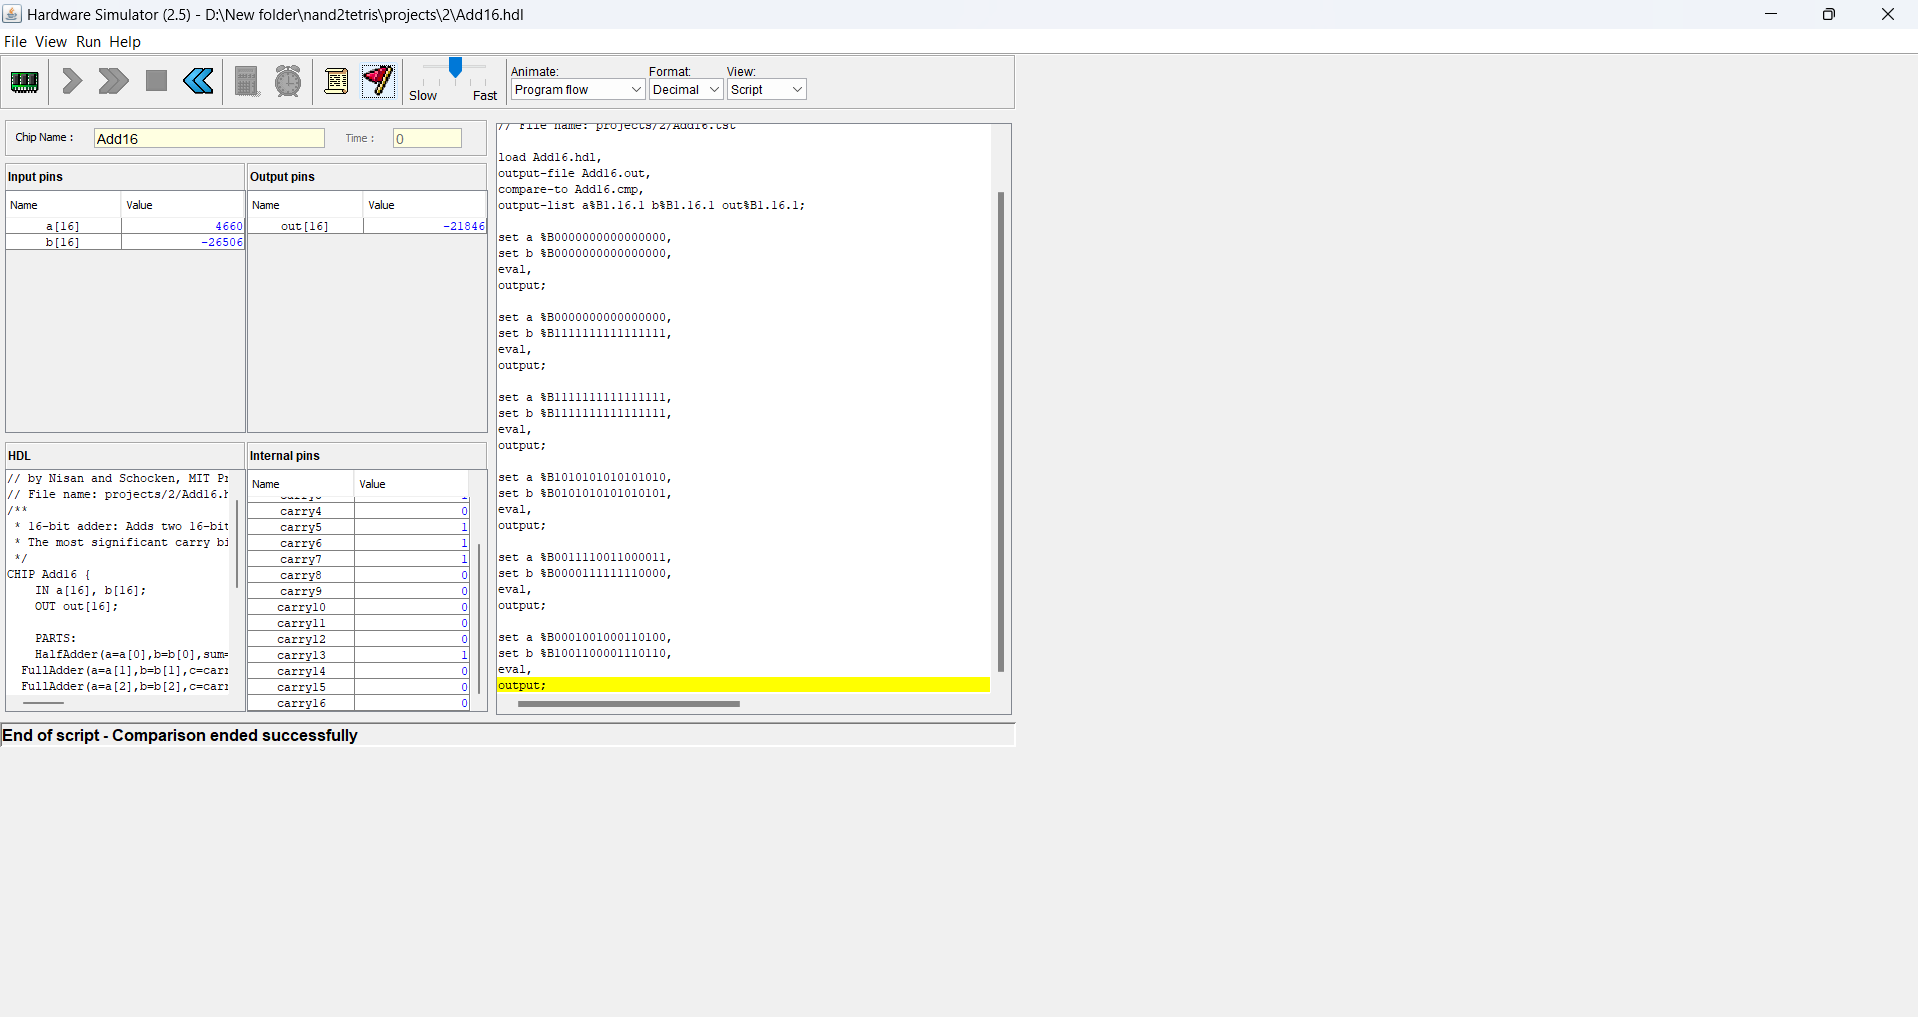 Hardware Simulator (2.5) - D:\New folder\nand2tetris\projects\2\Add16.hdl
File View Run Help
Slow Fast
Animate: Format: View:
Program flow Decimal Script
Chip Name : Add16 Time : 0
Input pins
Name Value
a[16] 4660
b[16] -26506
Output pins
Name Value
out[16] -21846
HDL
// by Nisan and Schocken, MIT Pr
// File name: projects/2/Add16.h
/**
* 16-bit adder: Adds two 16-bit
* The most significant carry bi
*/
CHIP Add16 {
IN a[16], b[16];
OUT out[16];
PARTS:
HalfAdder(a=a[0],b=b[0],sum=
FullAdder(a=a[1],b=b[1],c=carr
FullAdder(a=a[2],b=b[2],c=carr
Internal pins
Name Value
carry4 0
carry5 1
carry6 1
carry7 1
carry8 0
carry9 0
carry10 0
carry11 0
carry12 0
carry13 1
carry14 0
carry15 0
carry16 0
// File name: projects/2/Add16.tst
load Add16.hdl,
output-file Add16.out,
compare-to Add16.cmp,
output-list a%B1.16.1 b%B1.16.1 out%B1.16.1;
set a %B0000000000000000,
set b %B0000000000000000,
eval,
output;
set a %B0000000000000000,
set b %B1111111111111111,
eval,
output;
set a %B1111111111111111,
set b %B1111111111111111,
eval,
output;
set a %B1010101010101010,
set b %B0101010101010101,
eval,
output;
set a %B0011110011000011,
set b %B0000111111110000,
eval,
output;
set a %B0001001000110100,
set b %B1001100001110110,
eval,
output;
End of script - Comparison ended successfully